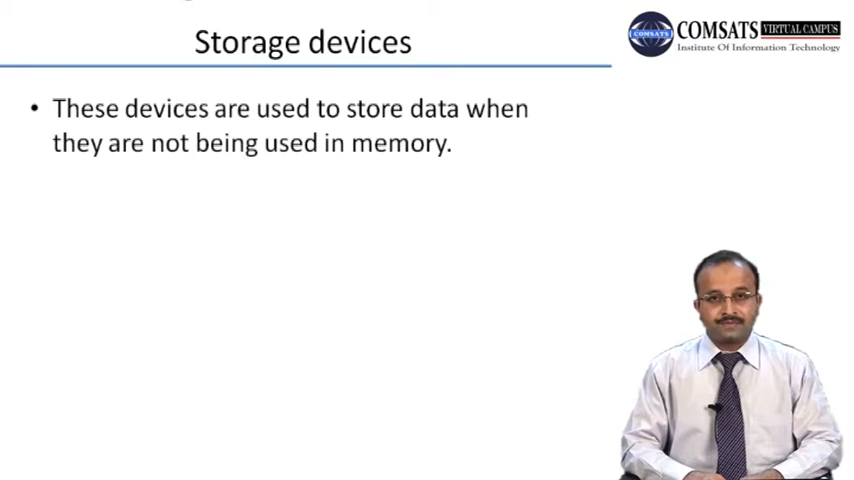 Storage devices
COMSATS VIRTUAL CAMPUS
COMSATS
Institute Of Information Technology
• These devices are used to store data when
they are not being used in memory.